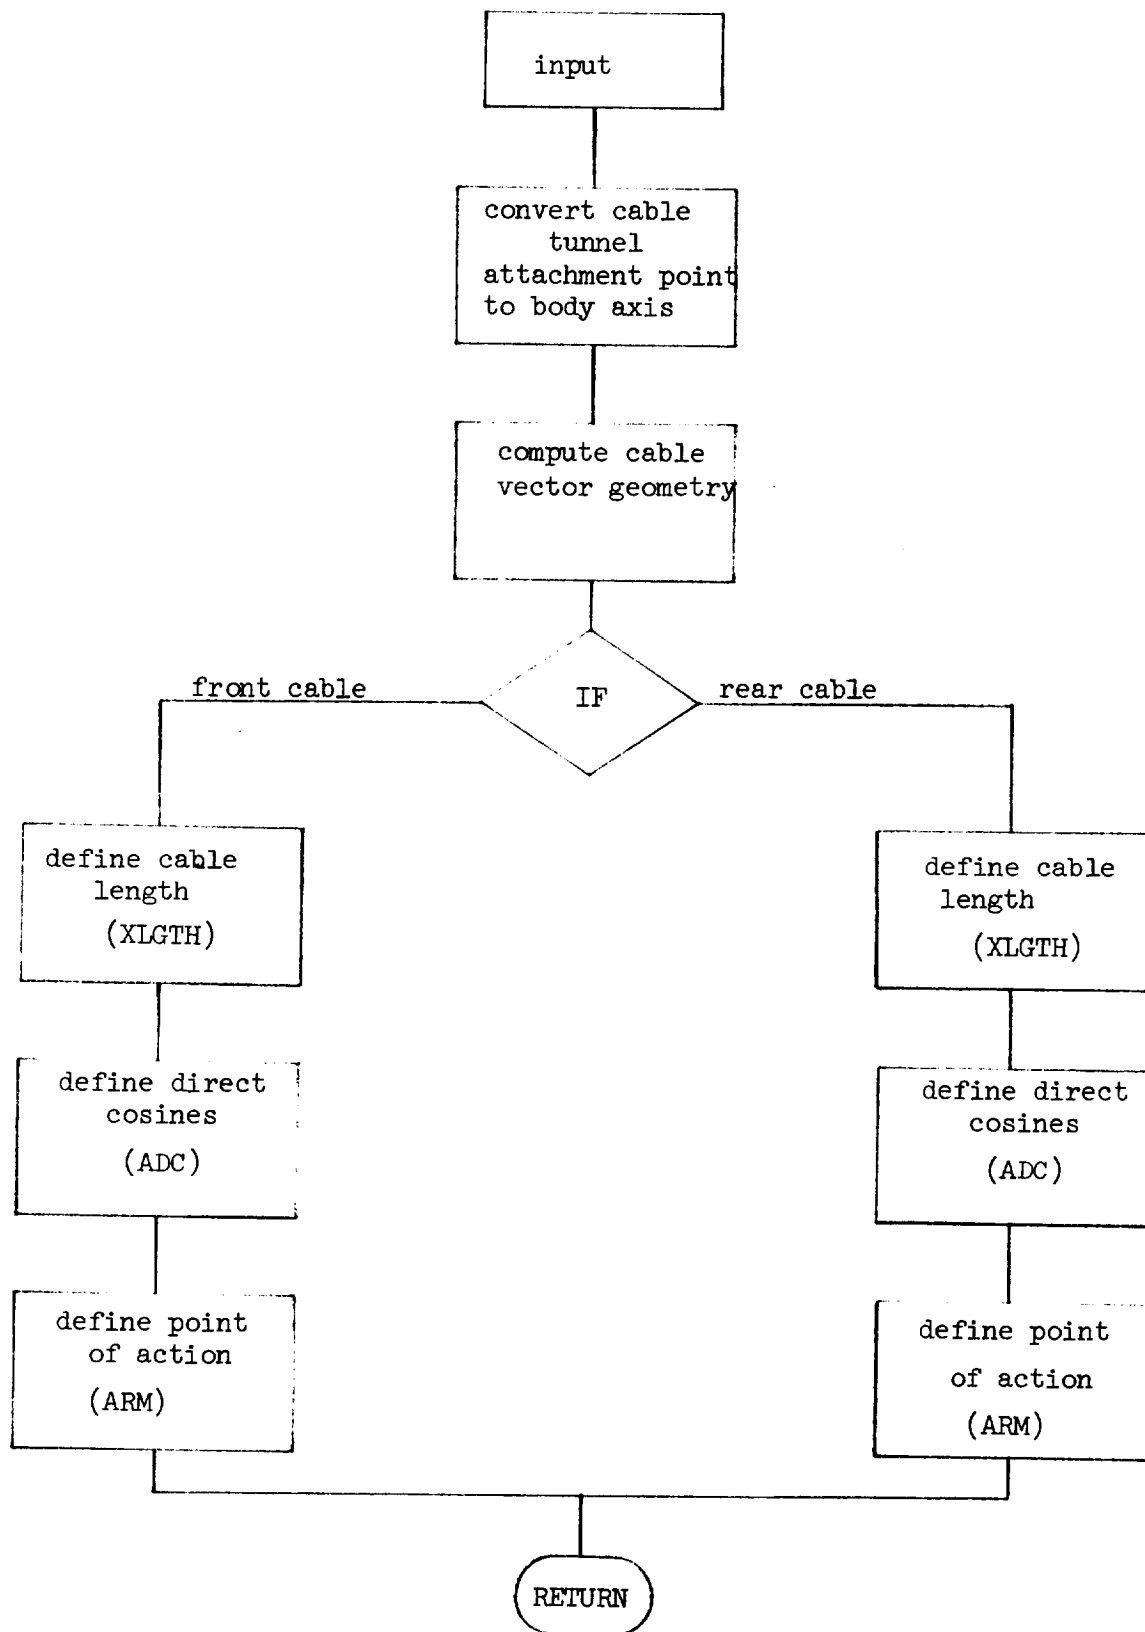 input
convert cable
tunnel
attachment point
to body axis
compute cable
vector geometry
IF
front cable
rear cable
define cable
length
(XLGTH)
define direct
cosines
(ADC)
define point
of action
(ARM)
define cable
length
(XLGTH)
define direct
cosines
(ADC)
define point
of action
(ARM)
RETURN